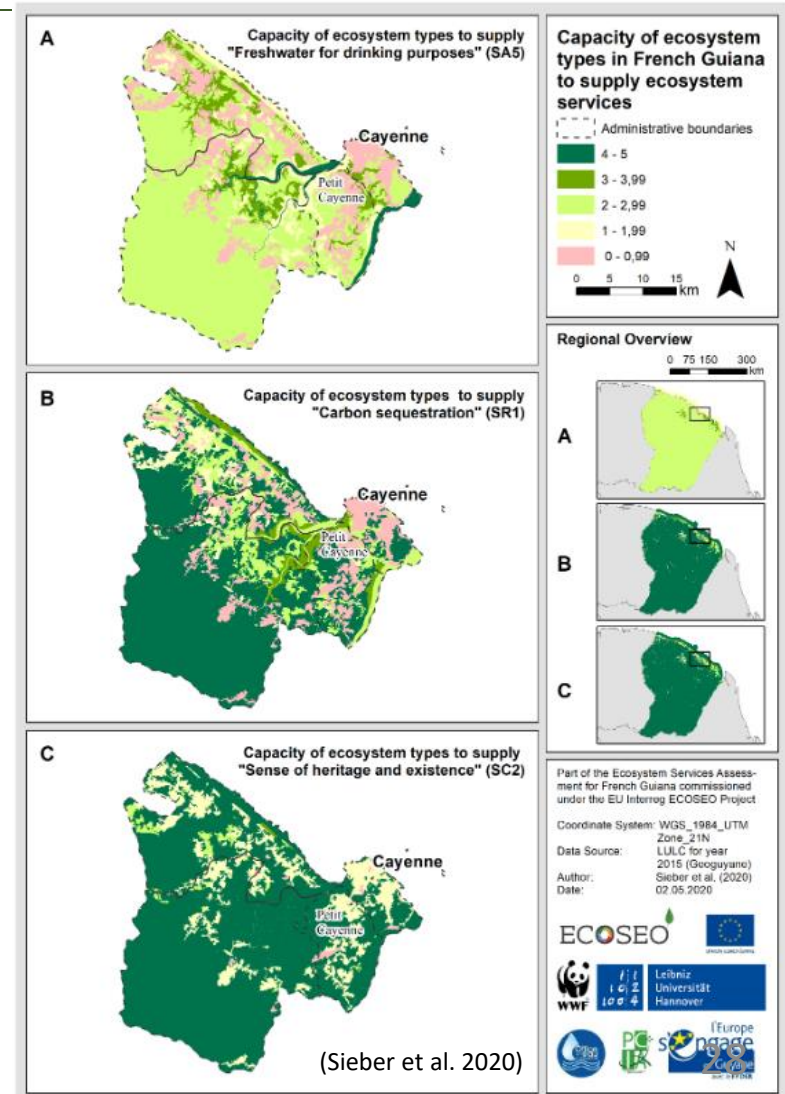 A
Capacity of ecosystem types to supply
"Freshwater for drinking purposes" (SA5)
Cayenne
Petit
Cayenne
B
Capacity of ecosystem types to supply
"Carbon sequestration" (SR1)
Cayenne
Petit
Cayenne
C
Capacity of ecosystem types to supply
"Sense of heritage and existence" (SC2)
Cayenne
Petit
Cayenne
(Sieber et al. 2020)
Capacity of ecosystem
types in French Guiana
to supply ecosystem
services
Administrative boundaries
4 - 5
3 - 3,99
2 - 2,99
1 - 1,99
0 - 0,99
N
0 5 10 15
km
Regional Overview
0 75 150 300
km
A
B
C
Part of the Ecosystem Services Assess-
ment for French Guiana commissioned
under the EU Interreg ECOSEO Project
Coordinate System: WGS_1984_UTM
Zone_21N
Data Source: LULC for year
2015 (Geoguyane)
Author: Sieber et al. (2020)
Date: 02.05.2020
ECOSEO
WWF
Leibniz
Universität
Hannover
l'Europe
s'engage
Guyane
28